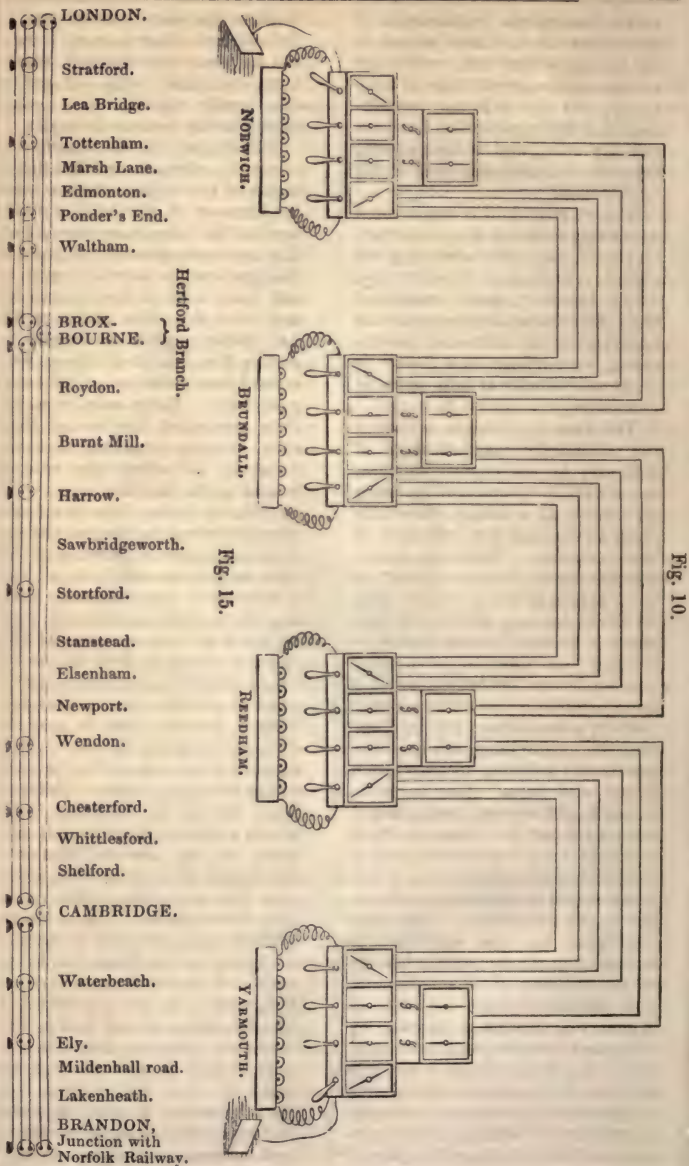 LONDON.
Stratford.
Lea Bridge.
Tottenham.
Marsh Lane.
Edmonton.
Ponder's End.
Waltham.
BROX-
BOURNE.
Hertford Branch.
Roydon.
Burnt Mill.
Harrow.
Sawbridgeworth.
Stortford.
Stanstead.
Elsenham.
Newport.
Wendon.
Chesterford.
Whittlesford.
Shelford.
CAMBRIDGE.
Waterbeach.
Ely.
Mildenhall road.
Lakenheath.
BRANDON,
Junction with
Norfolk Railway.
Fig. 15.
NORWICH.
BRUNDALL.
REEDHAM.
YARMOUTH.
Fig. 10.